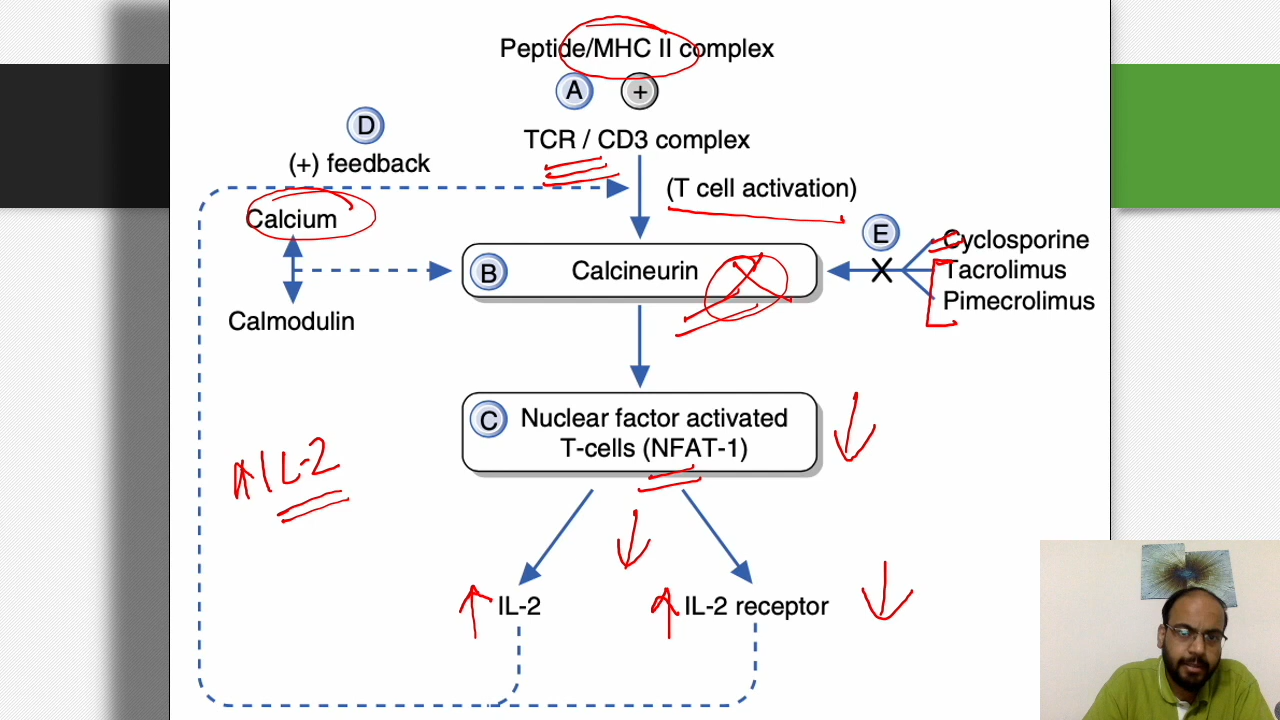 Peptide/MHC II complex
A +
D
TCR / CD3 complex
(+) feedback
(T cell activation)
Calcium
E
Cyclosporine
B Calcineurin
Tacrolimus
Pimecrolimus
Calmodulin
C Nuclear factor activated
T-cells (NFAT-1)
↑IL-2
↑ IL-2
↑ IL-2 receptor